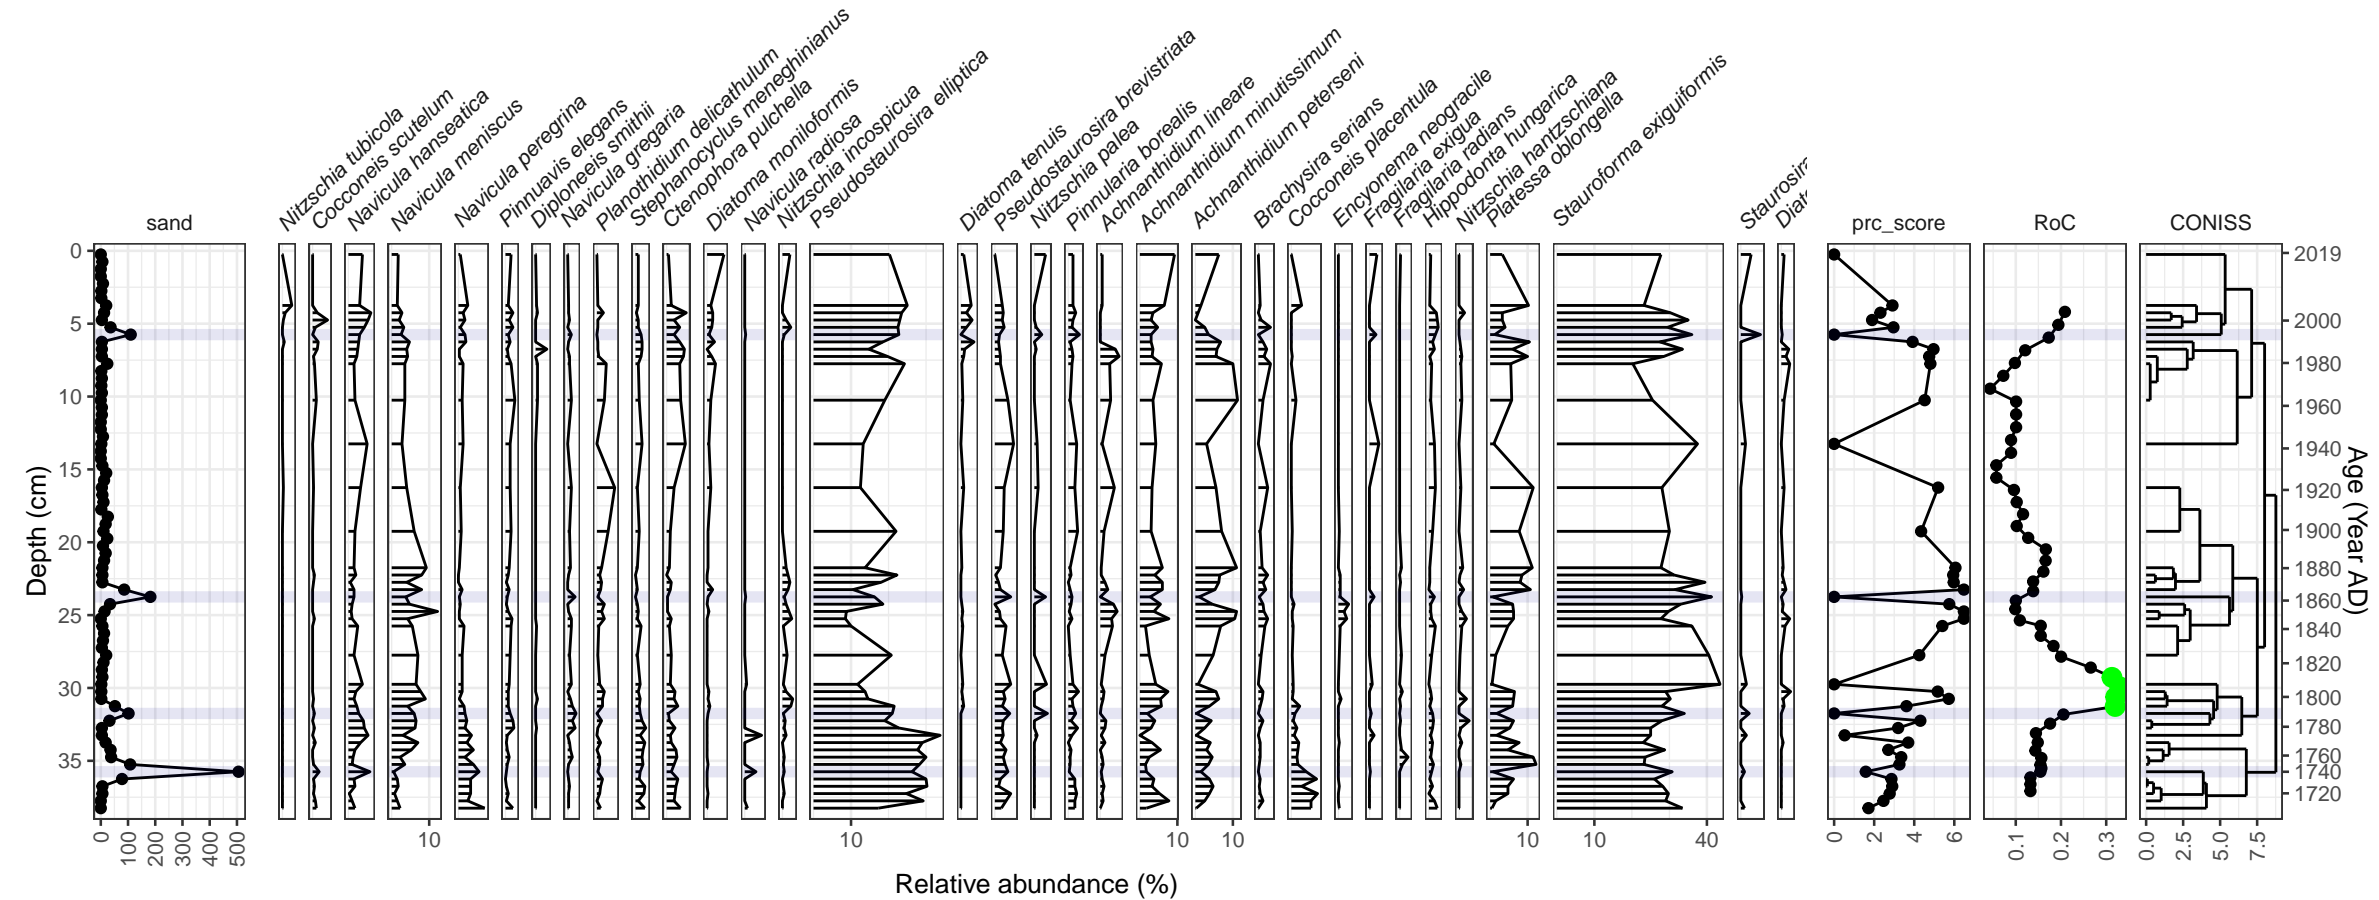 Nitzschia tubicola
Cocconeis scutelum
Navicula hanseatica
Navicula meniscus
Navicula peregrina
Pinnuavis elegans
Diploneis smithii
Navicula gregaria
Planothidium delicathulum
Stephanocyclus meneghinianus
Ctenophora pulchella
Diatoma moniloformis
Navicula radiosa
Nitzschia incospicua
Pseudostaurosira elliptica
Diatoma tenuis
Pseudostaurosira brevistriata
Nitzschia palea
Pinnularia borealis
Achnanthidium lineare
Achnanthidium minutissimum
Achnanthidium peterseni
Brachysira serians
Cocconeis placentula
Encyonema neogracile
Fragilaria exigua
Fragilaria radians
Hippodonta hungarica
Nitzschia hantzschiana
Platessa oblongella
Stauroforma exiguiformis
Staurosira
Diat
sand
prc_score
RoC
CONISS
Depth (cm)
0
5
10
15
20
25
30
35
0
100
200
300
400
500
10
10
10
10
10
10
40
0
2
4
6
0.1
0.2
0.3
0.0
2.5
5.0
7.5
2019
2000
1980
1960
1940
1920
1900
1880
1860
1840
1820
1800
1780
1760
1740
1720
Age (Year AD)
Relative abundance (%)